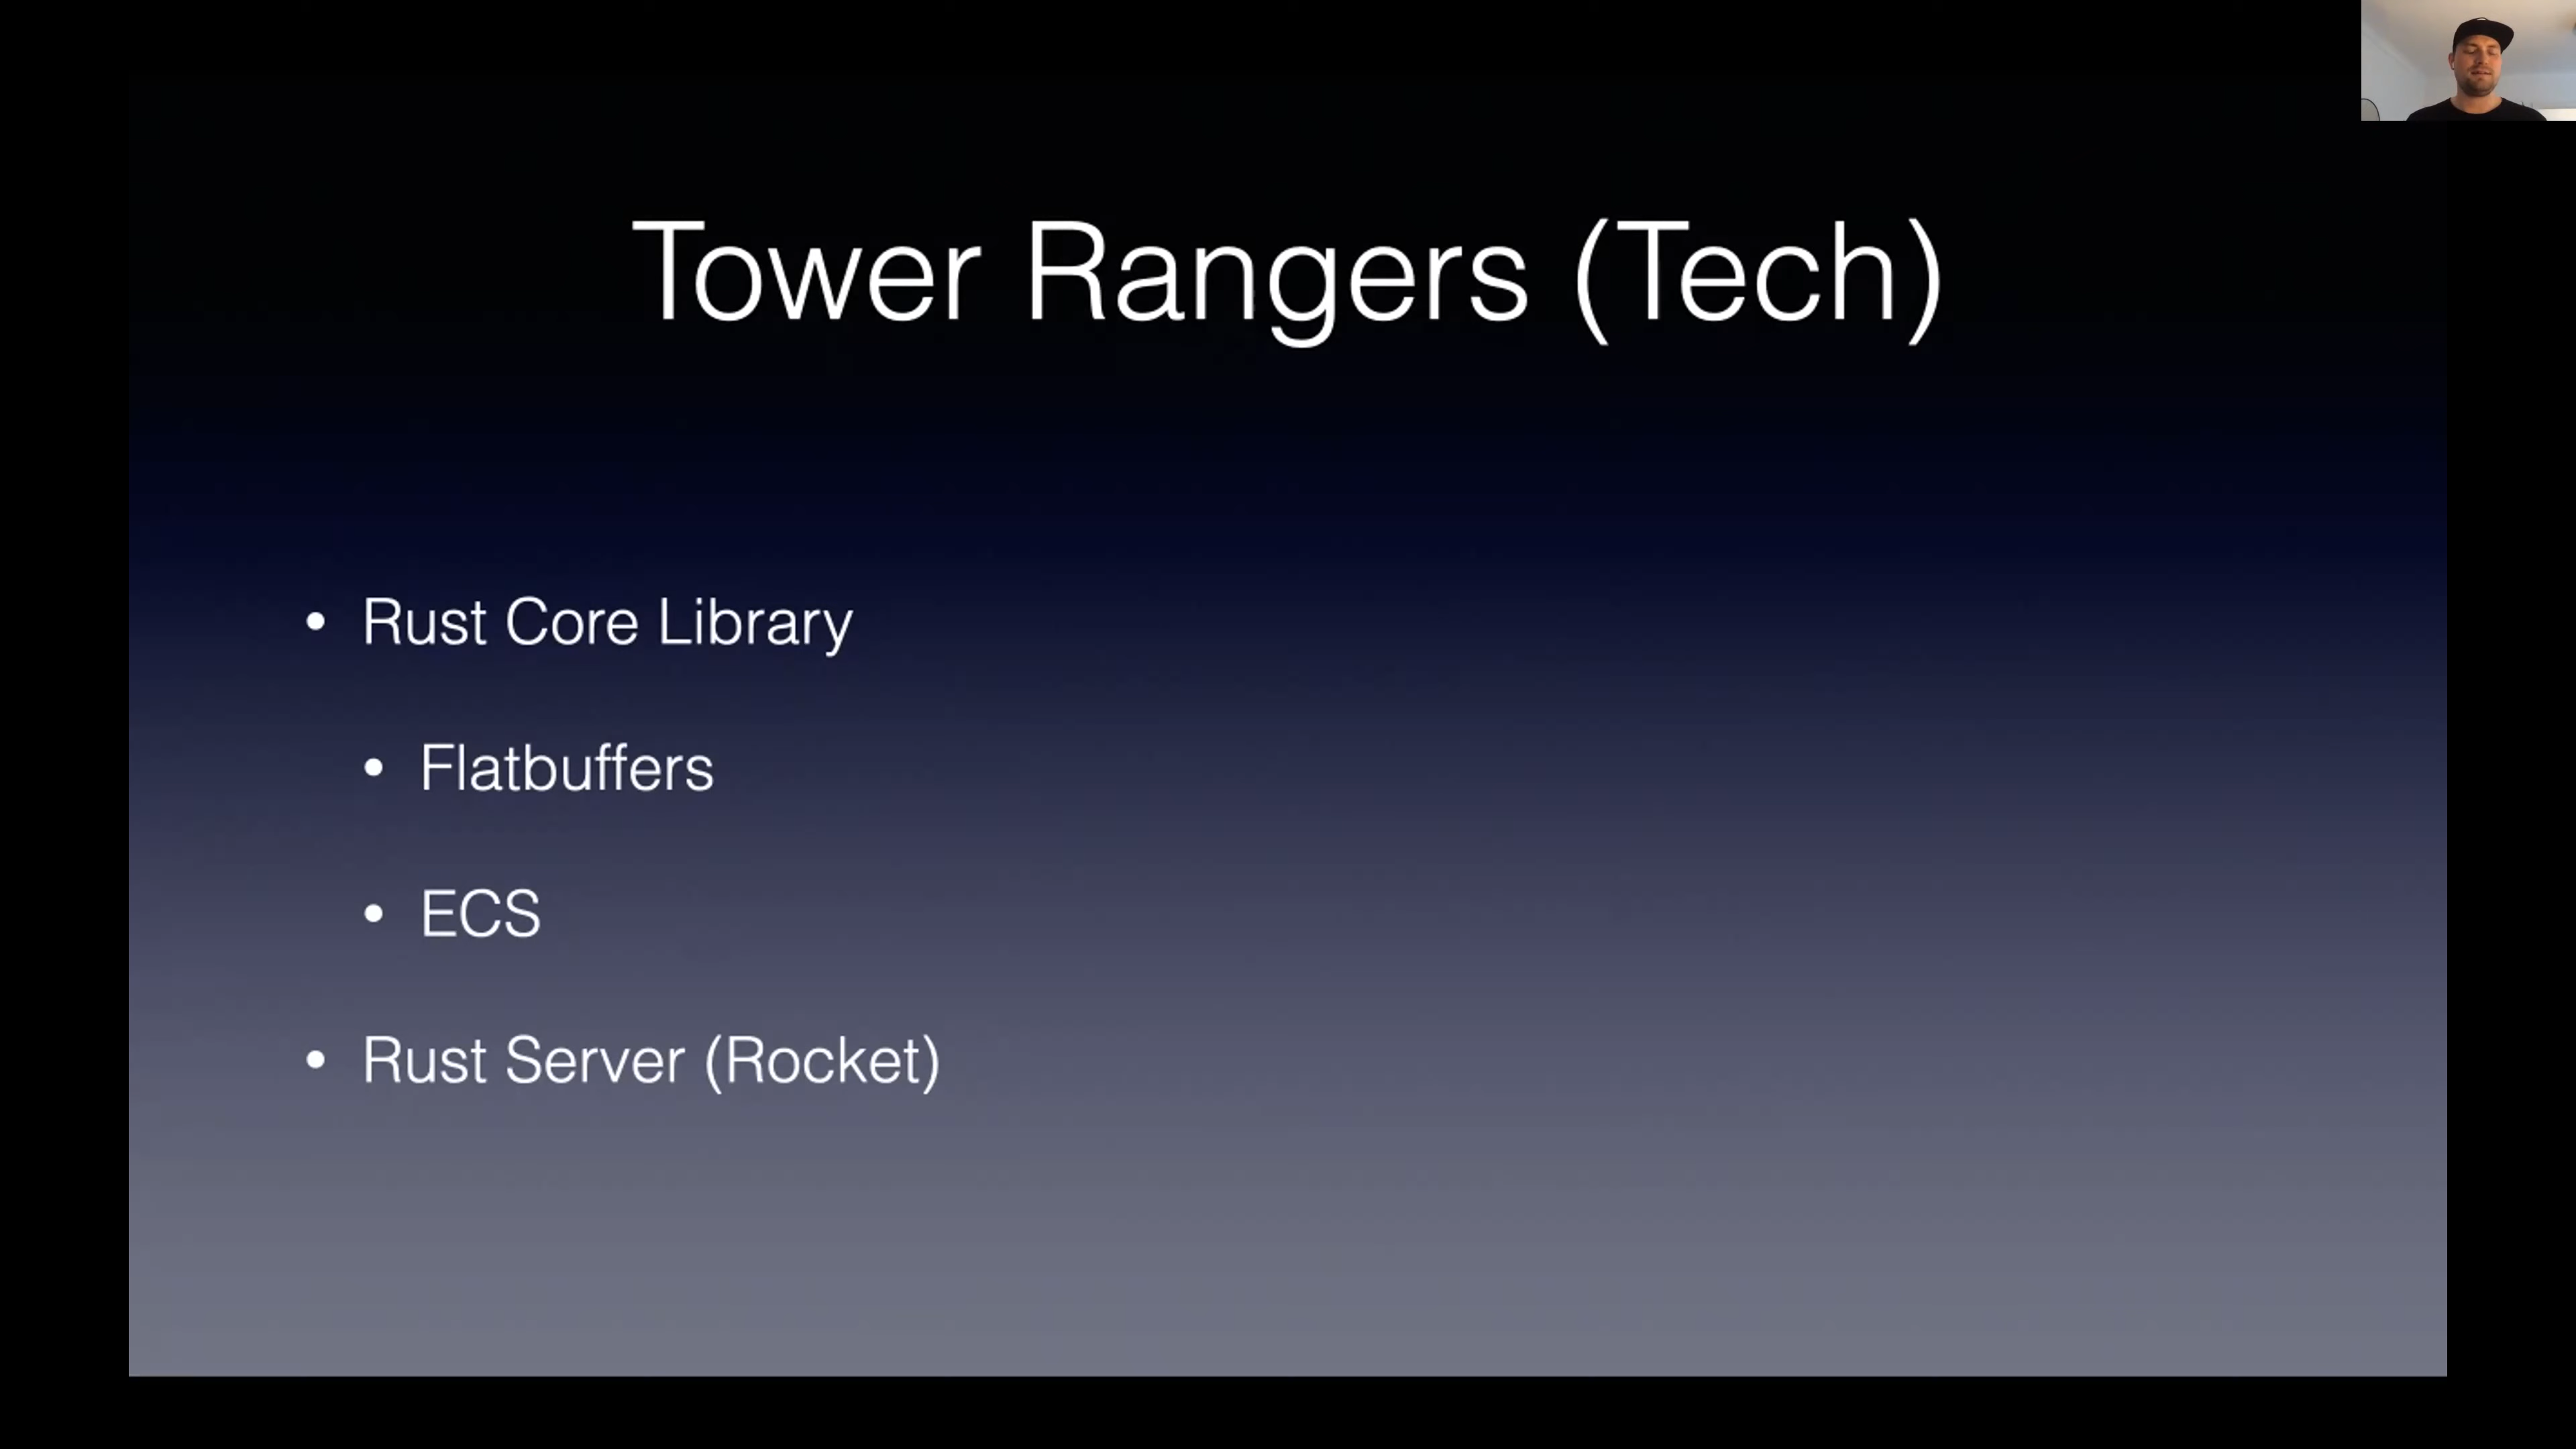 Tower Rangers (Tech)
• Rust Core Library
• Flatbuffers
• ECS
• Rust Server (Rocket)